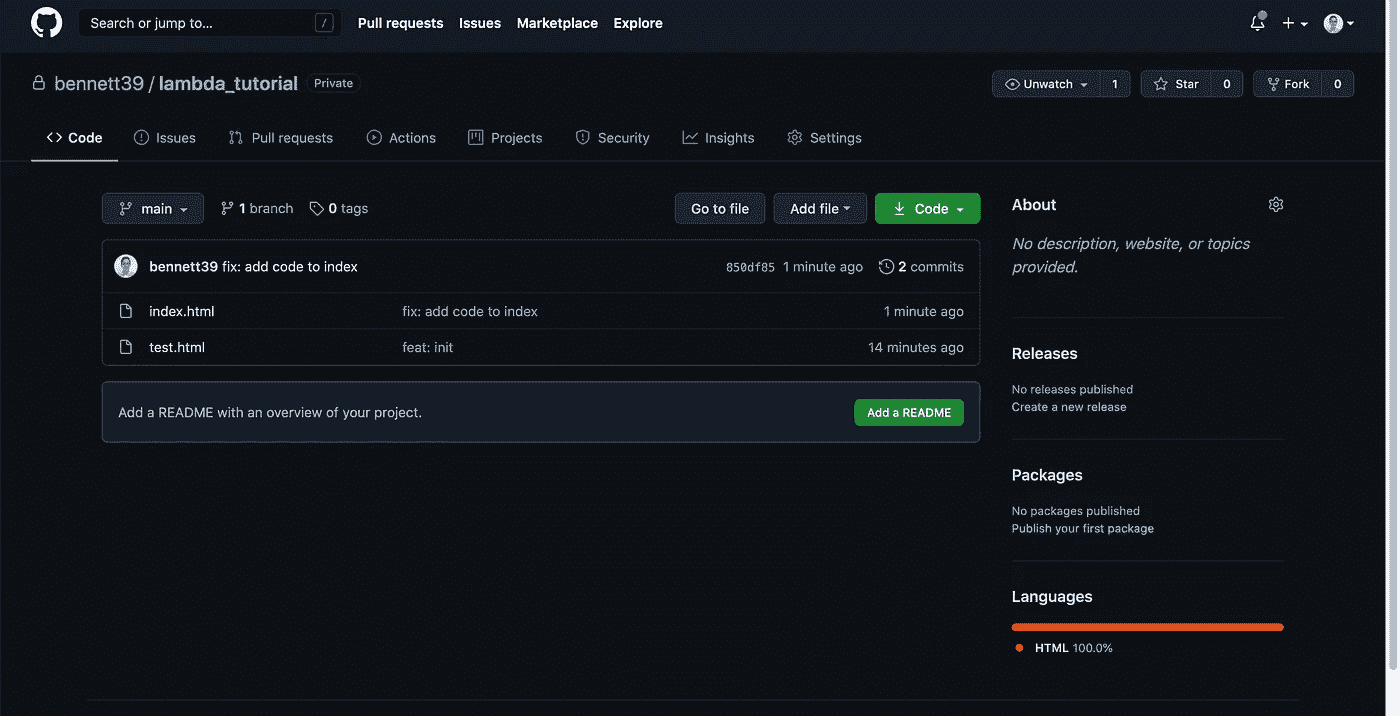 Search or jump to... /
Pull requests Issues Marketplace Explore
bennett39 / lambda_tutorial Private
Unwatch 1 Star 0 Fork 0
Code Issues Pull requests Actions Projects Security Insights Settings
main 1 branch 0 tags
Go to file Add file Code
bennett39 fix: add code to index 850df85 1 minute ago 2 commits
index.html fix: add code to index 1 minute ago
test.html feat: init 14 minutes ago
Add a README with an overview of your project. Add a README
About
No description, website, or topics
provided.
Releases
No releases published
Create a new release
Packages
No packages published
Publish your first package
Languages
HTML 100.0%